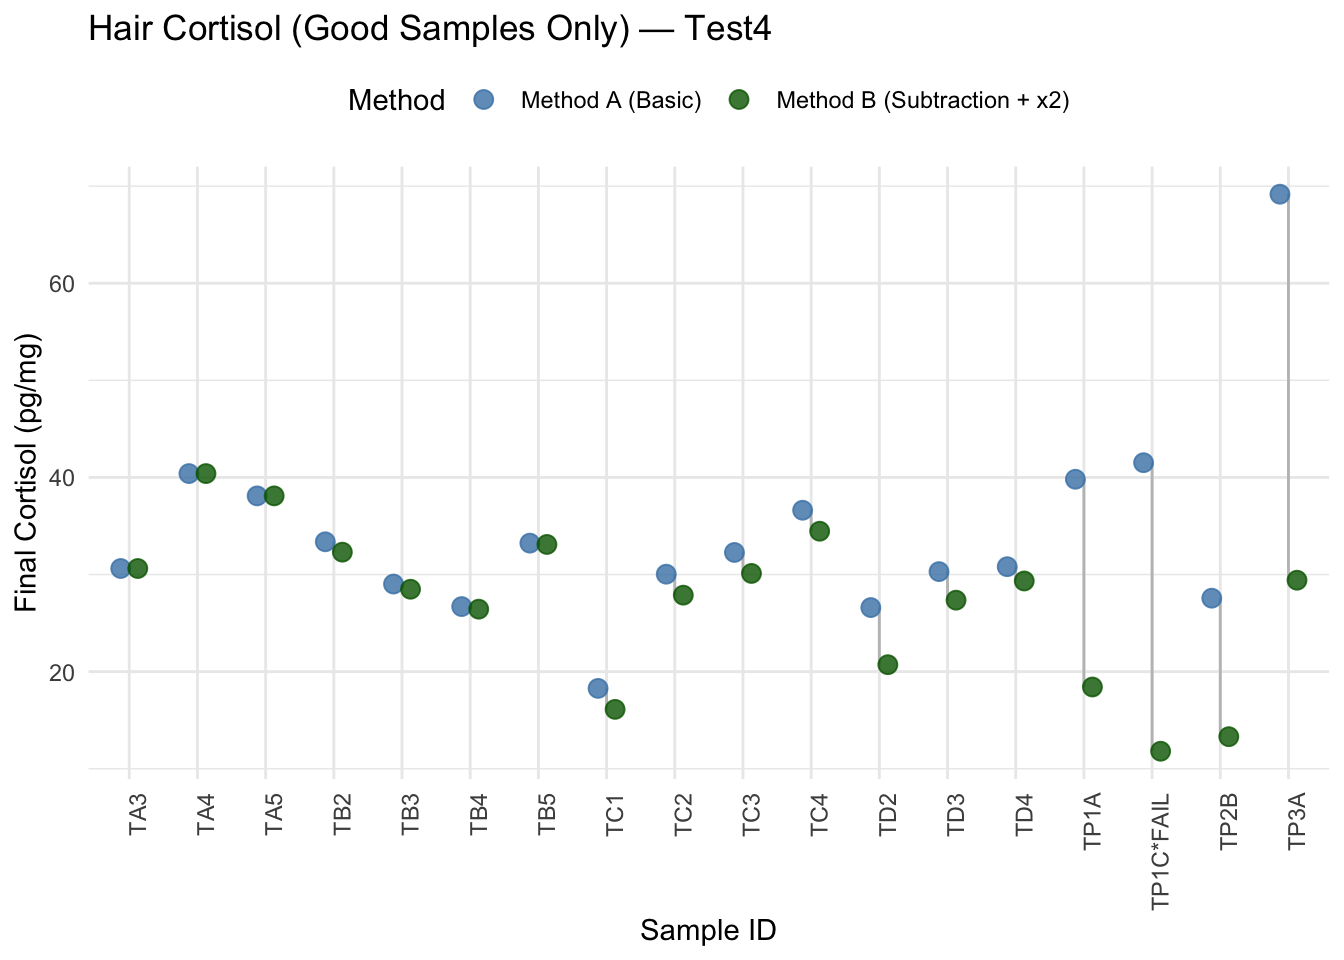 Hair Cortisol (Good Samples Only) — Test4
Method
Method A (Basic)
Method B (Subtraction + x2)
Final Cortisol (pg/mg)
60
40
20
TA3
TA4
TA5
TB2
TB3
TB4
TB5
TC1
TC2
TC3
TC4
TD2
TD3
TD4
TP1A
TP1C*FAIL
TP2B
TP3A
Sample ID